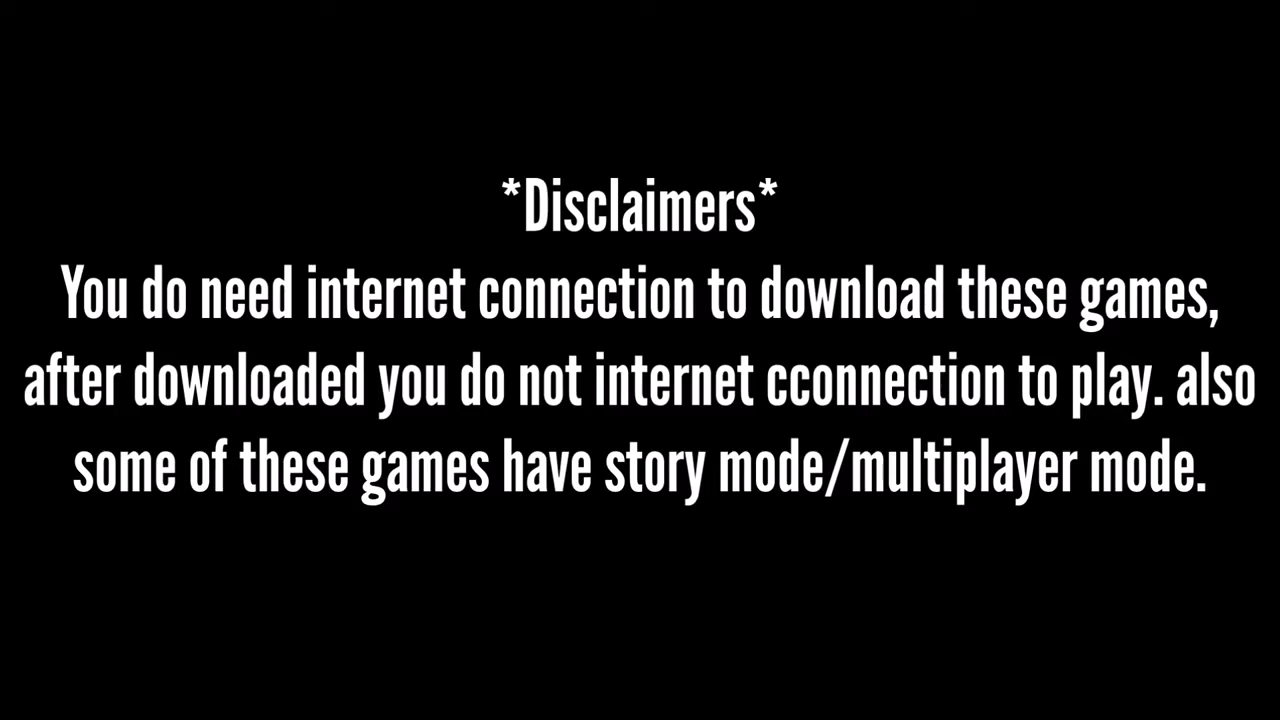 *Disclaimers*
You do need internet connection to download these games,
after downloaded you do not internet cconnection to play. also
some of these games have story mode/multiplayer mode.